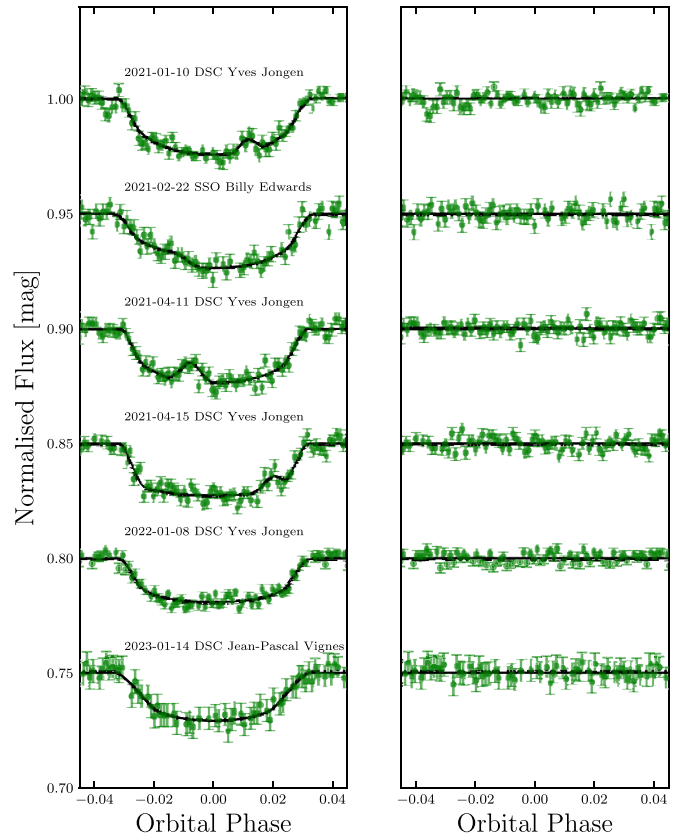 2021-01-10 DSC Yves Jongen
1.00
2021-02-22 SSO Billy Edwards
0.95
2021-04-11 DSC Yves Jongen
0.90
2021-04-15 DSC Yves Jongen
0.85
2022-01-08 DSC Yves Jongen
0.80
2023-01-14 DSC Jean-Pascal Vignes
0.75
0.70
Normalised Flux [mag]
−0.04 −0.02 0.00 0.02 0.04 −0.04 −0.02 0.00 0.02 0.04
Orbital Phase Orbital Phase